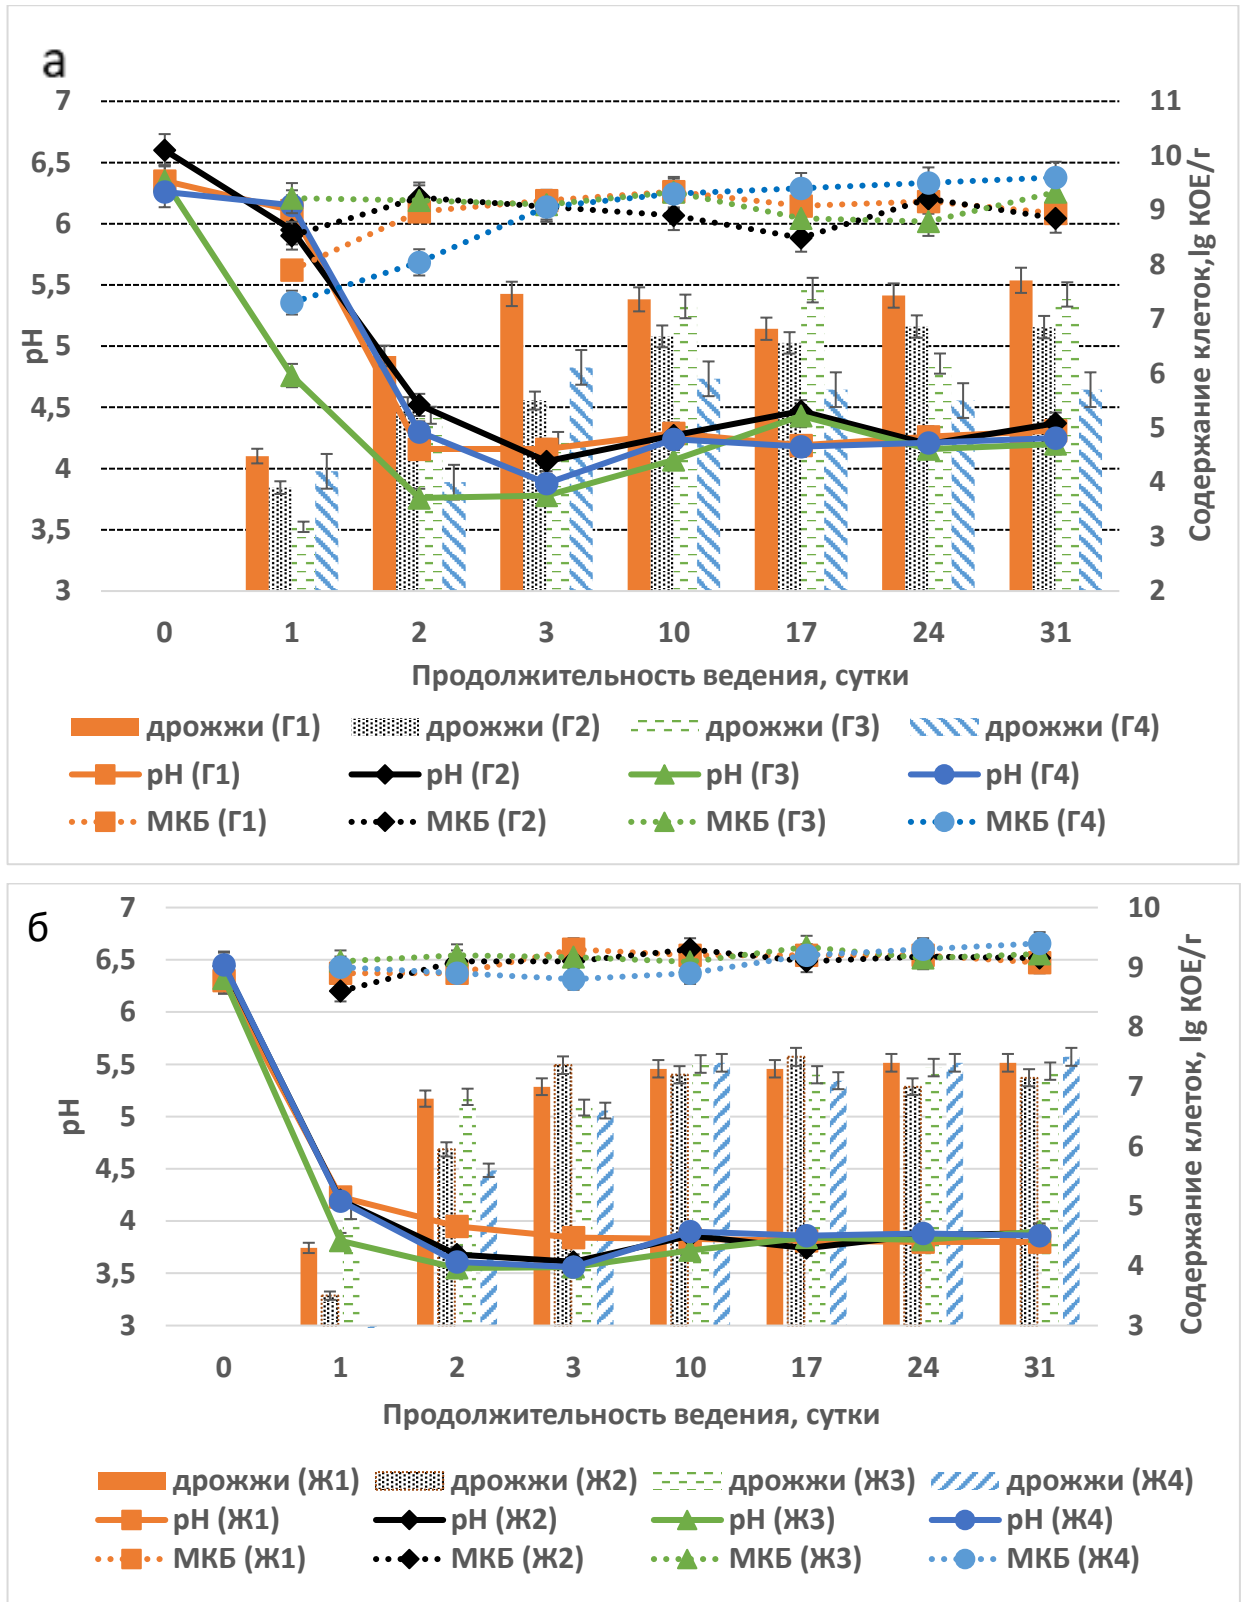 а
7
6,5
6
5,5
5
4,5
4
3,5
3
pH
11
10
9
8
7
6
5
4
3
2
Содержание клеток,lg КОЕ/г
0 1 2 3 10 17 24 31
Продолжительность ведения, сутки
дрожжи (Г1) дрожжи (Г2) дрожжи (Г3) дрожжи (Г4)
pH (Г1) pH (Г2) pH (Г3) pH (Г4)
МКБ (Г1) МКБ (Г2) МКБ (Г3) МКБ (Г4)
б
7
6,5
6
5,5
5
4,5
4
3,5
3
pH
10
9
8
7
6
5
4
3
Содержание клеток, lg КОЕ/г
0 1 2 3 10 17 24 31
Продолжительность ведения, сутки
дрожжи (Ж1) дрожжи (Ж2) дрожжи (Ж3) дрожжи (Ж4)
pH (Ж1) pH (Ж2) pH (Ж3) pH (Ж4)
МКБ (Ж1) МКБ (Ж2) МКБ (Ж3) МКБ (Ж4)